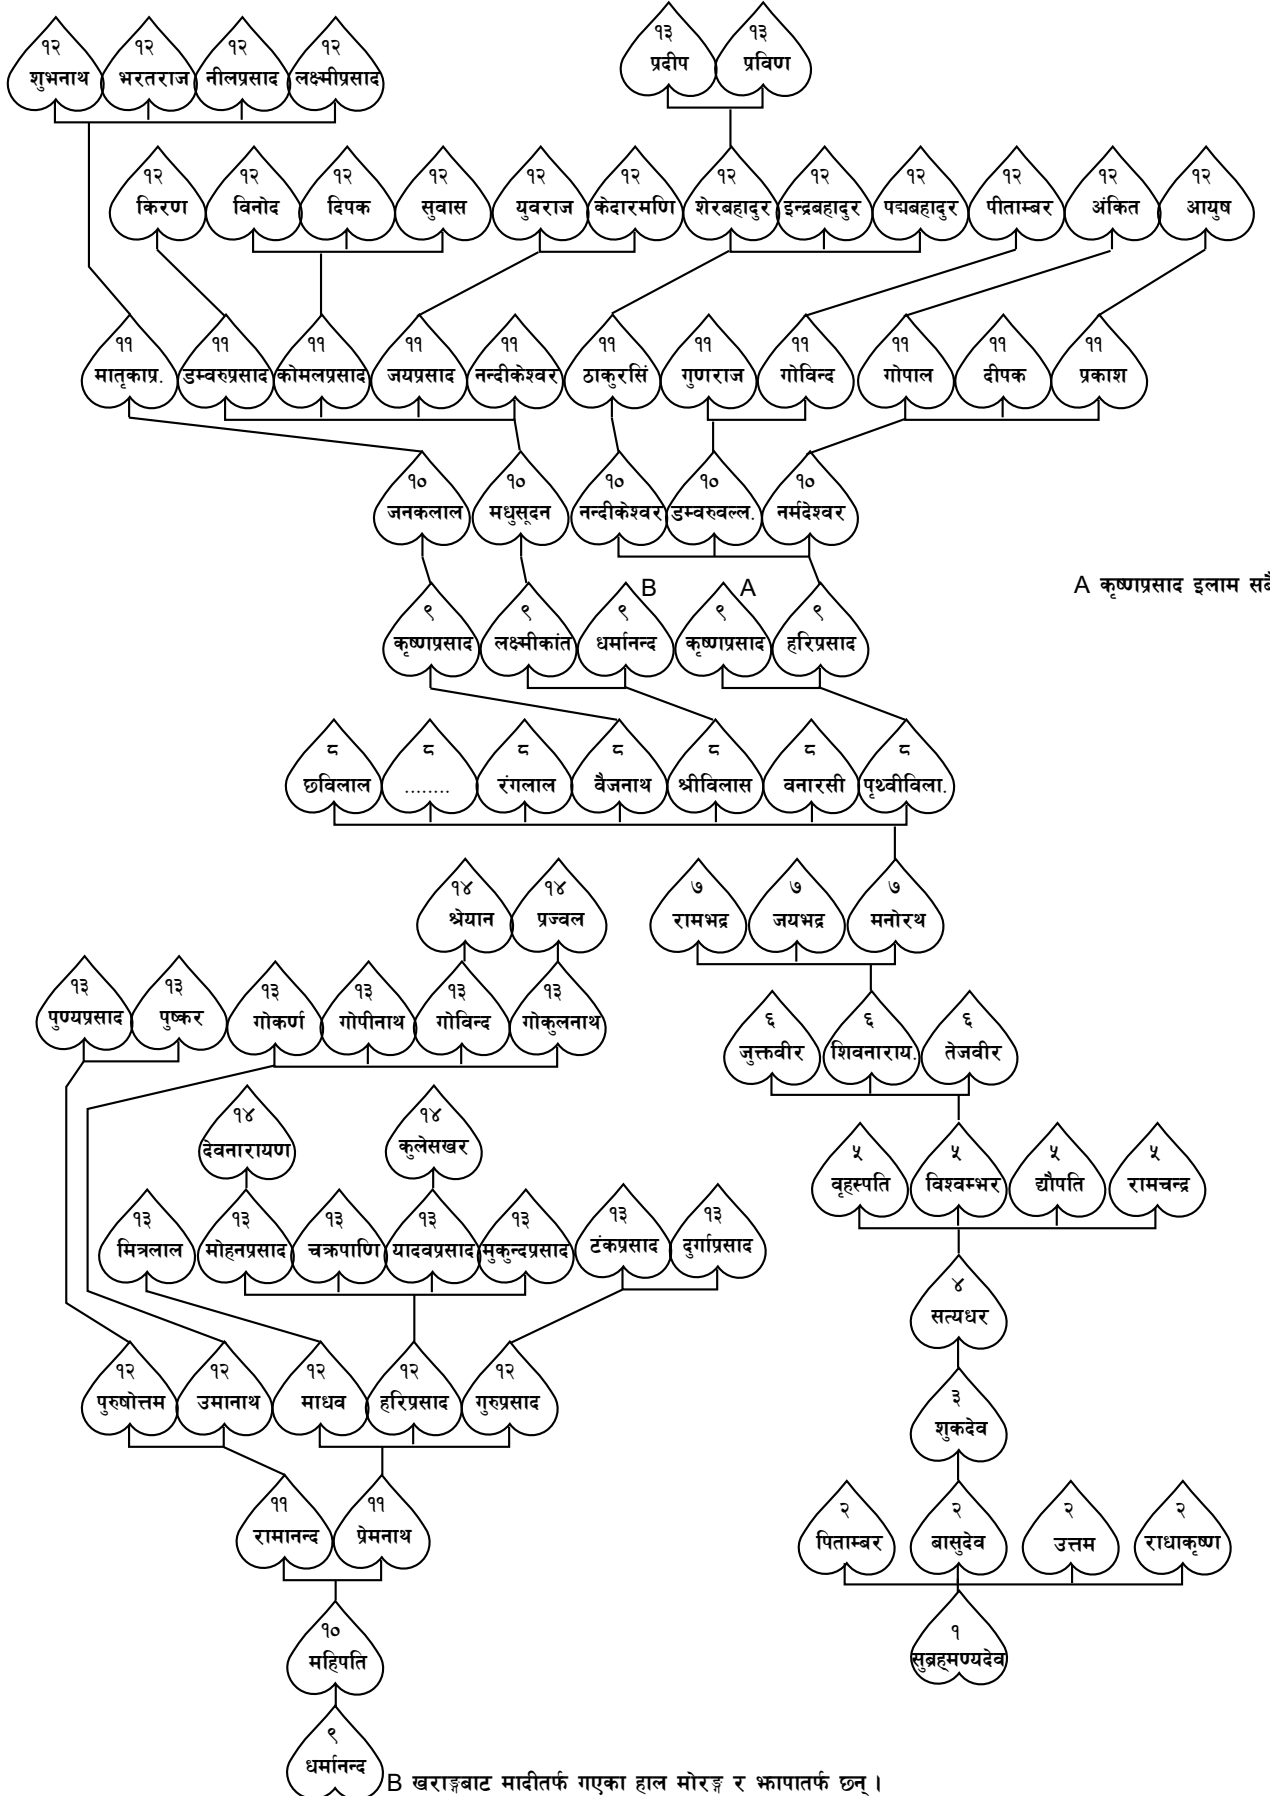 १२ १२ १२ १२
शुभनाथ भरतराज नीलप्रसाद लक्ष्मीप्रसाद
१३ १३
प्रदीप प्रविण
१२ १२ १२ १२ १२ १२ १२ १२ १२ १२ १२ १२
किरण विनोद दिपक सुवास युवराज केदारमणि शेरबहादुर इन्द्रबहादुर पद्मबहादुर पीताम्बर अंकित आयुष
११ ११ ११ ११ ११ ११ ११ ११ ११ ११ ११
मातृकाप्र. डम्वरुप्रसाद कोमलप्रसाद जयप्रसाद नन्दीकेश्वर ठाकुरसिं गुणराज गोविन्द गोपाल दीपक प्रकाश
१० १० १० १० १०
जनकलाल मधुसूदन नन्दीकेश्वर डम्वरुवल्ल. नर्मदेश्वर
B A
A कृष्णप्रसाद इलाम सबै
९ ९ ९ ९ ९
कृष्णप्रसाद लक्ष्मीकांत धर्मानन्द कृष्णप्रसाद हरिप्रसाद
८ ८ ८ ८ ८ ८ ८
छविलाल ........ रंगलाल वैजनाथ श्रीविलास वनारसी पृथ्वीविला.
१४ १४
श्रेयान प्रज्वल
७ ७ ७
रामभद्र जयभद्र मनोरथ
१३ १३ १३ १३ १३ १३
पुण्यप्रसाद पुष्कर गोकर्ण गोपीनाथ गोविन्द गोकुलनाथ
६ ६ ६
जुक्तवीर शिवनाराय. तेजवीर
१४ १४
देवनारायण कुलेसखर
५ ५ ५ ५
वृहस्पति विश्वम्भर द्यौपति रामचन्द्र
१३ १३ १३ १३ १३ १३ १३
मित्रलाल मोहनप्रसाद चक्रपाणि यादवप्रसाद मुकुन्दप्रसाद टंकप्रसाद दुर्गाप्रसाद
४
सत्यधर
१२ १२ १२ १२ १२
पुरुषोत्तम उमानाथ माधव हरिप्रसाद गुरुप्रसाद
३
शुकदेव
११ ११
रामानन्द प्रेमनाथ
२ २ २ २
पिताम्बर बासुदेव उत्तम राधाकृष्ण
१०
महिपति
१
सुब्रह्मण्यदेव
९
धर्मानन्द
B खराङ्गबाट मादीतर्फ गएका हाल मोरङ्ग र झापातर्फ छन् ।